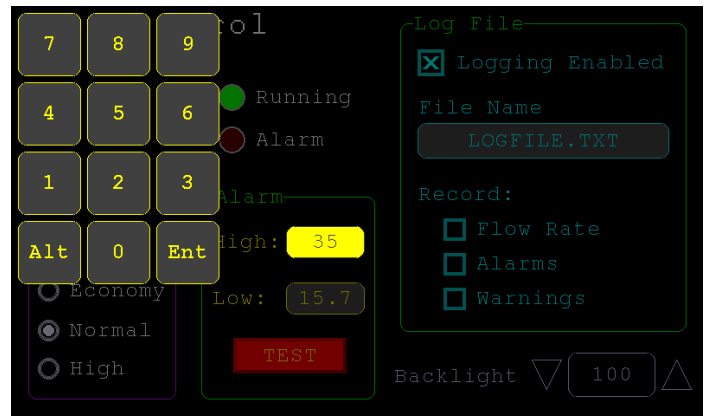 7 8 9
4 5 6
1 2 3
Alt 0 Ent
rol
Running
Alarm
Alarm
High: 35
Low: 15.7
TEST
Economy
Normal
High
Log File
Logging Enabled
File Name
LOGFILE.TXT
Record:
Flow Rate
Alarms
Warnings
Backlight 100